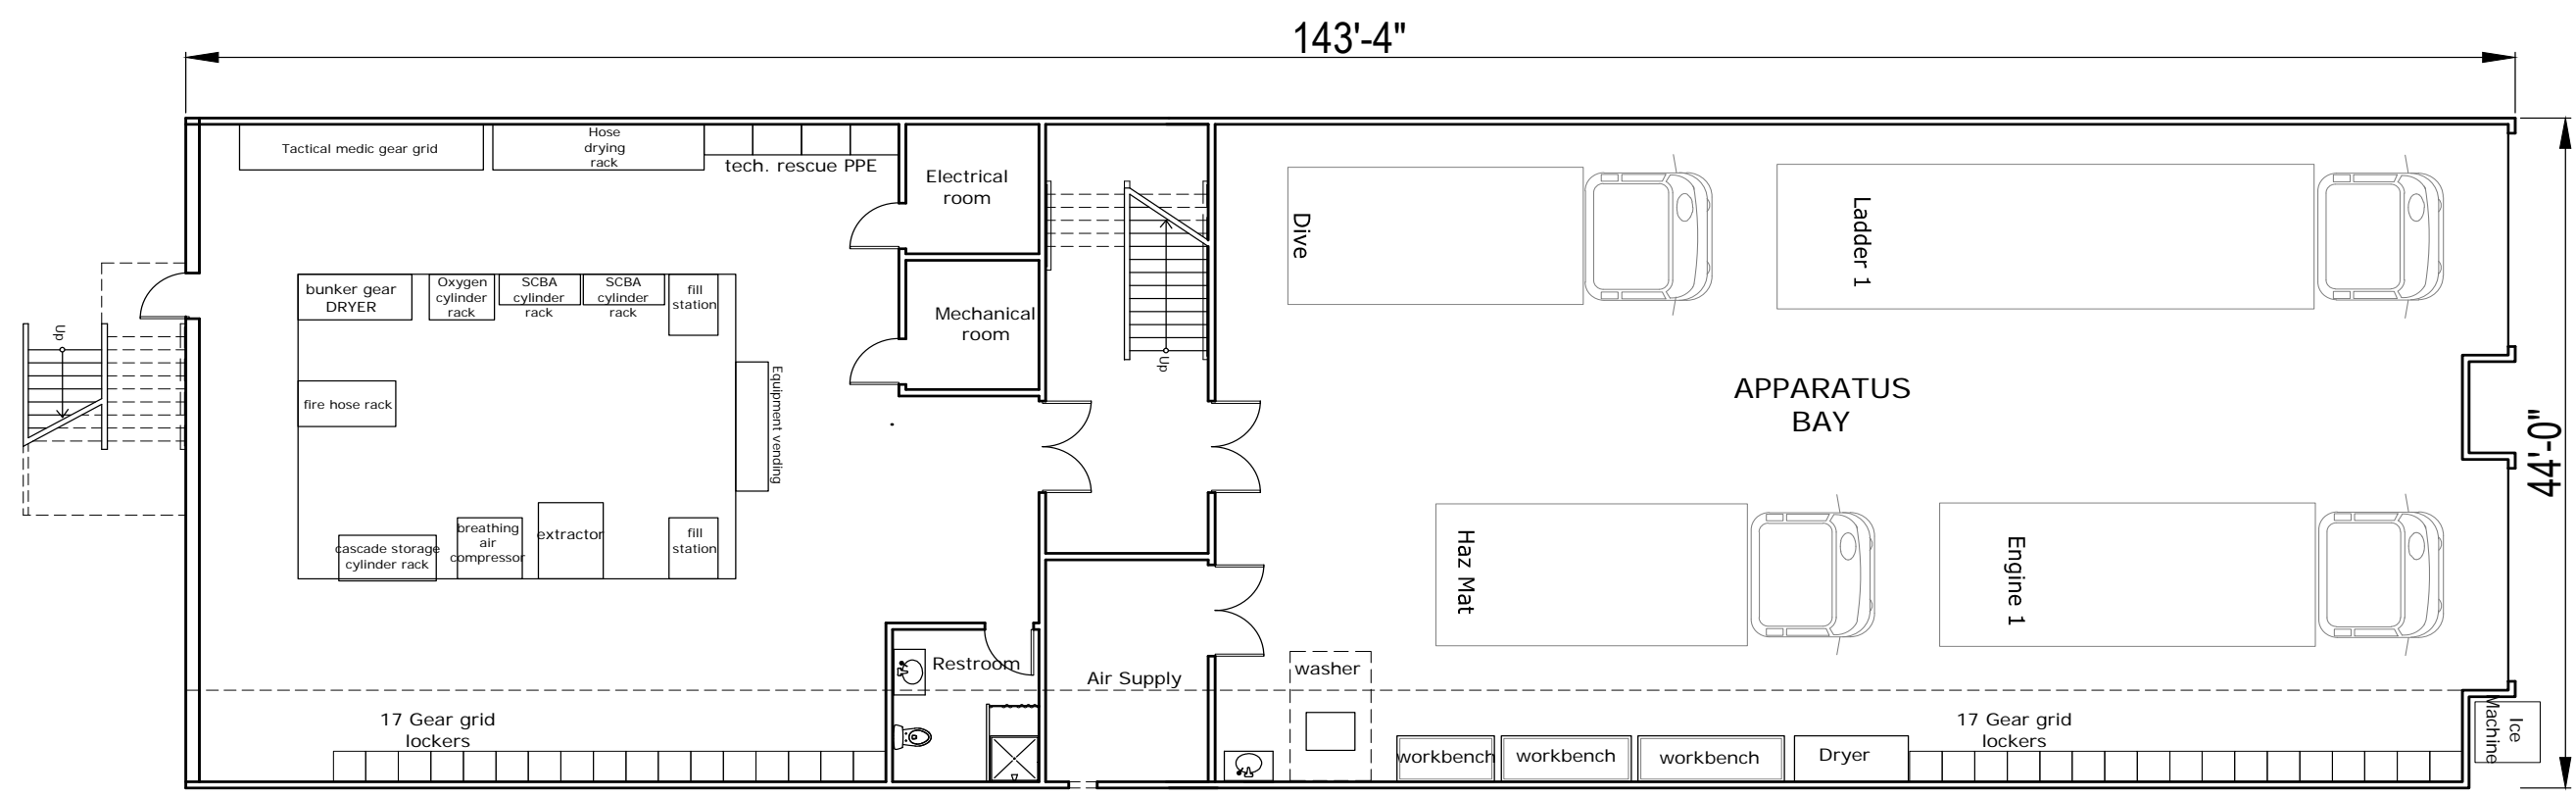 143'-4"
Tactical medic gear grid
Hose
drying
rack
tech. rescue PPE
Electrical
room
Mechanical
room
Up
bunker gear
DRYER
Oxygen
cylinder
rack
SCBA
cylinder
rack
SCBA
cylinder
rack
fill
station
fire hose rack
Equipment vending
cascade storage
cylinder rack
breathing
air
compressor
extractor
fill
station
Up
Dive
Ladder 1
APPARATUS
BAY
44'-0"
Haz Mat
Engine 1
Restroom
Air Supply
washer
17 Gear grid
lockers
workbench
workbench
workbench
Dryer
17 Gear grid
lockers
Ice
Machine